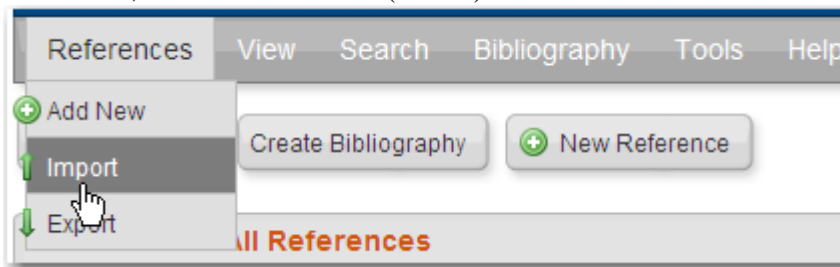 References View Search Bibliography Tools Help
Add New
Create Bibliography New Reference
Import
Export
All References